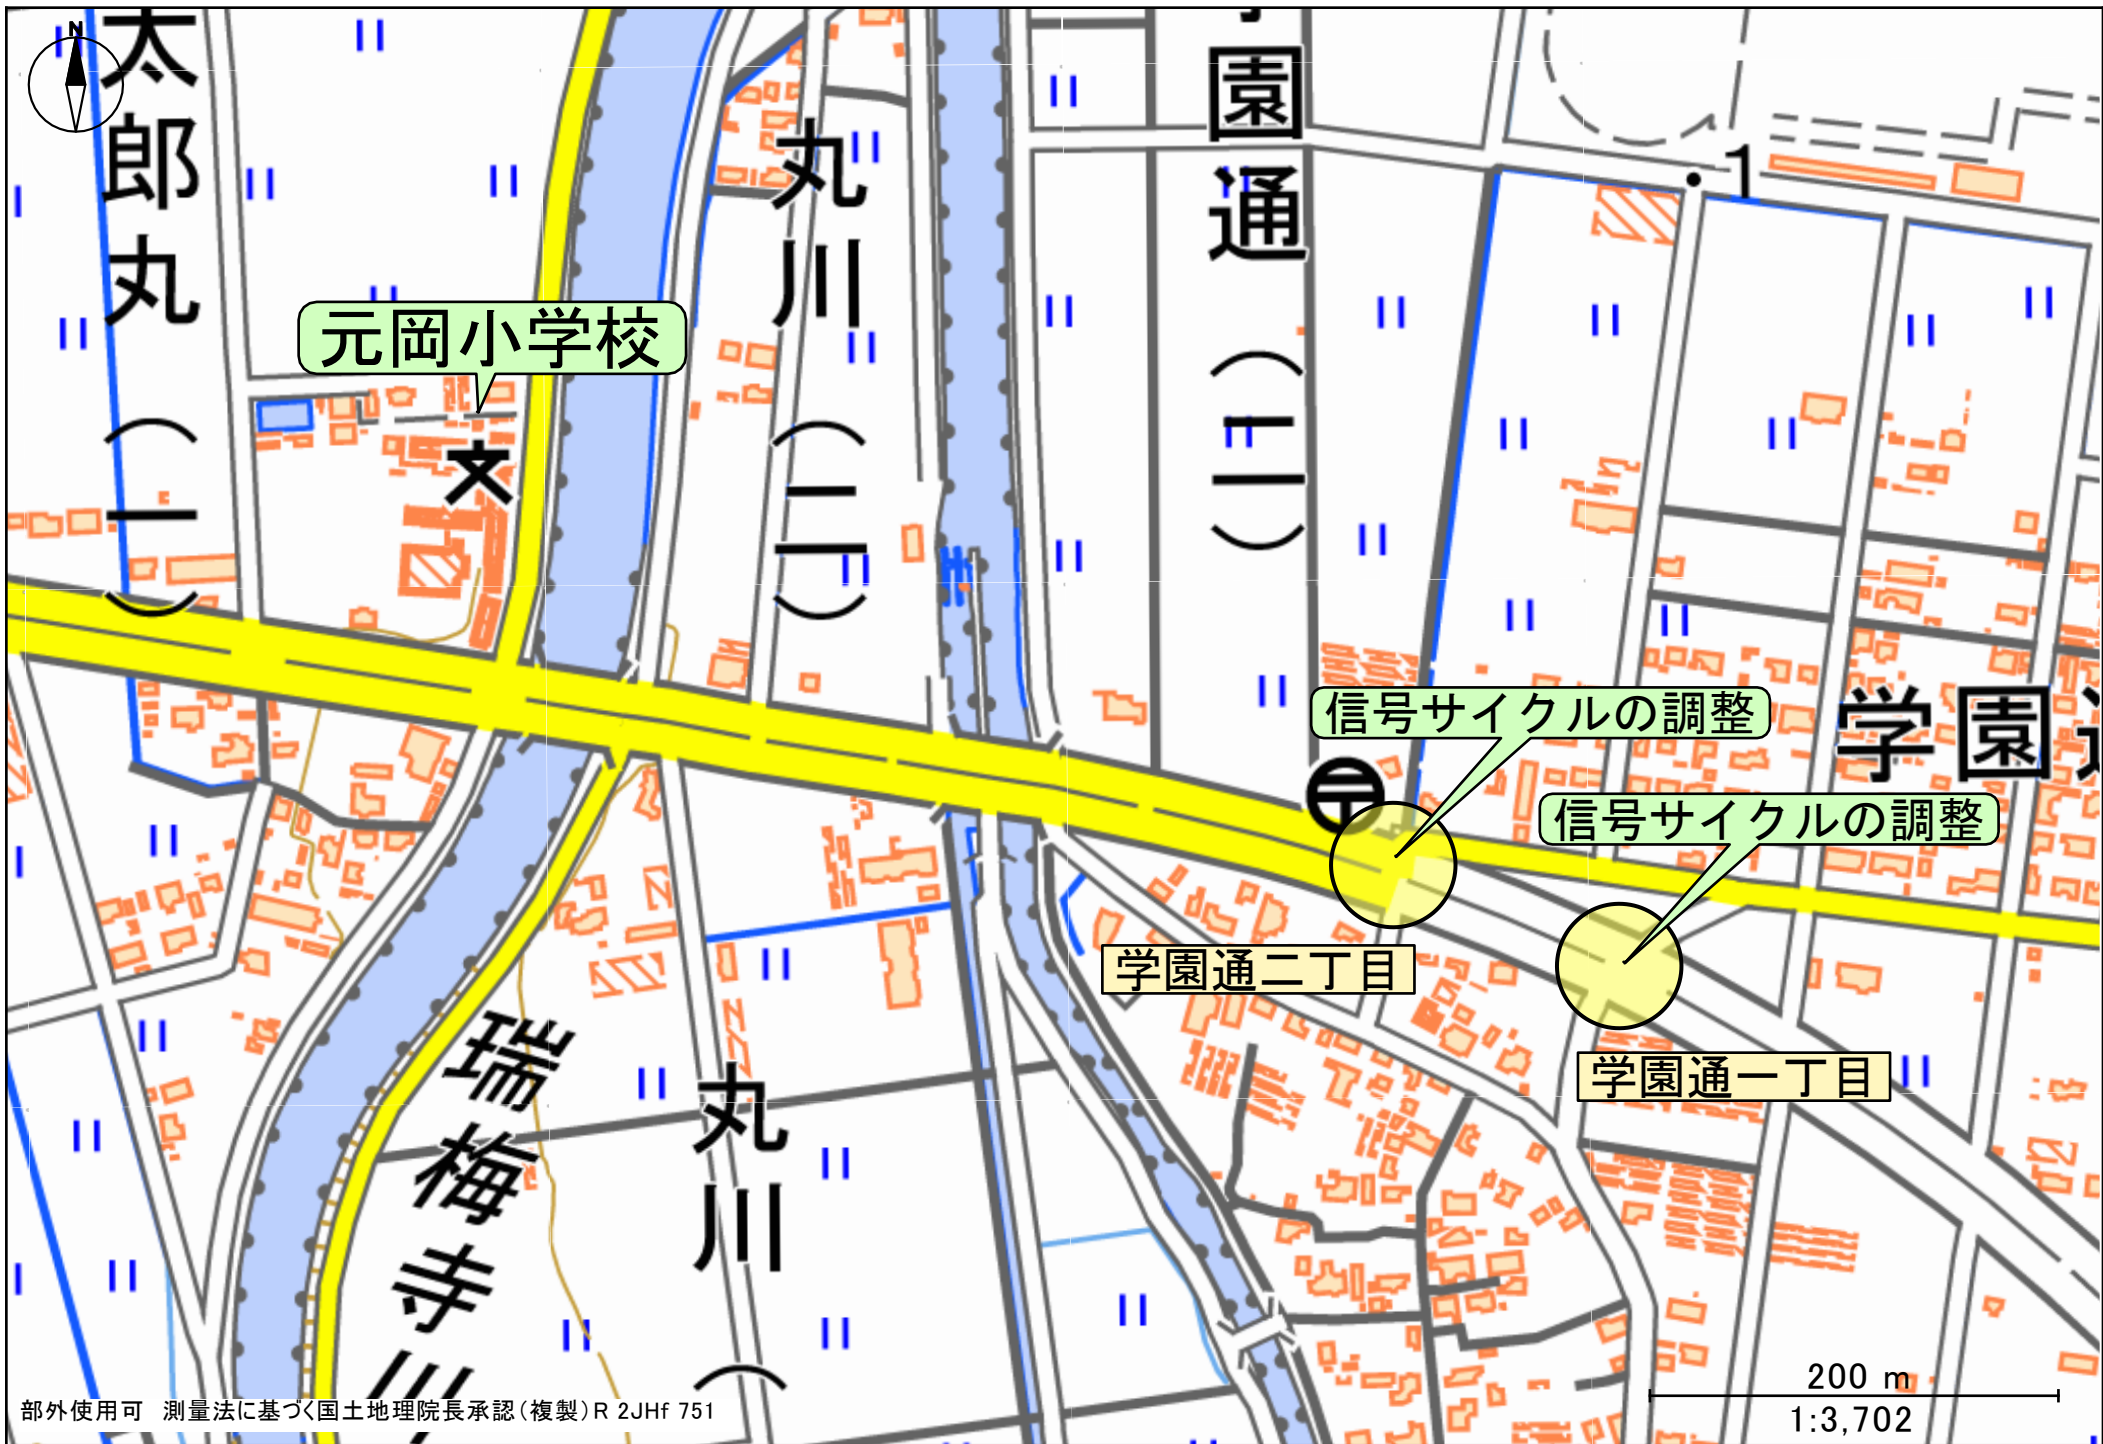 N
太郎丸（一）
丸川（二）
学園通（二）
1
元岡小学校
文
信号サイクルの調整
学園通
信号サイクルの調整
学園通二丁目
学園通一丁目
瑞梅寺川
丸川（
200 m
1:3,702
部外使用可 測量法に基づく国土地理院長承認（複製）R 2JHf 751